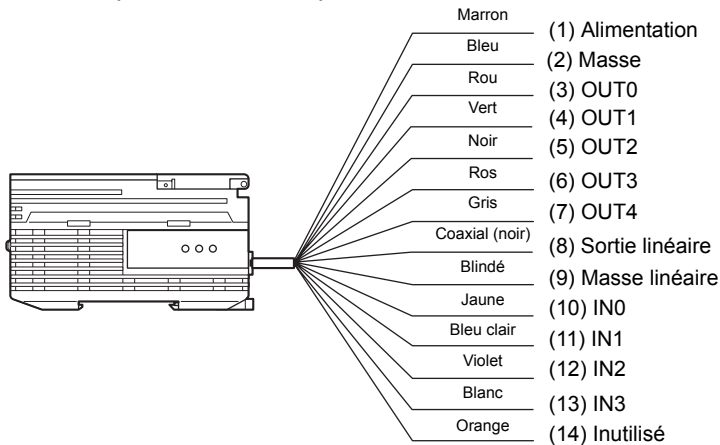 Marron
(1) Alimentation
Bleu
(2) Masse
Rou
(3) OUT0
Vert
(4) OUT1
Noir
(5) OUT2
Ros
(6) OUT3
Gris
(7) OUT4
Coaxial (noir)
(8) Sortie linéaire
Blindé
(9) Masse linéaire
Jaune
(10) IN0
Bleu clair
(11) IN1
Violet
(12) IN2
Blanc
(13) IN3
Orange
(14) Inutilisé